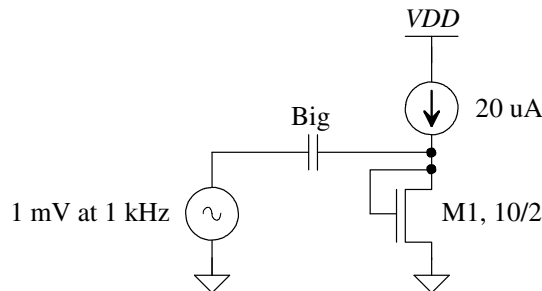 VDD
20 uA
Big
1 mV at 1 kHz
M1, 10/2